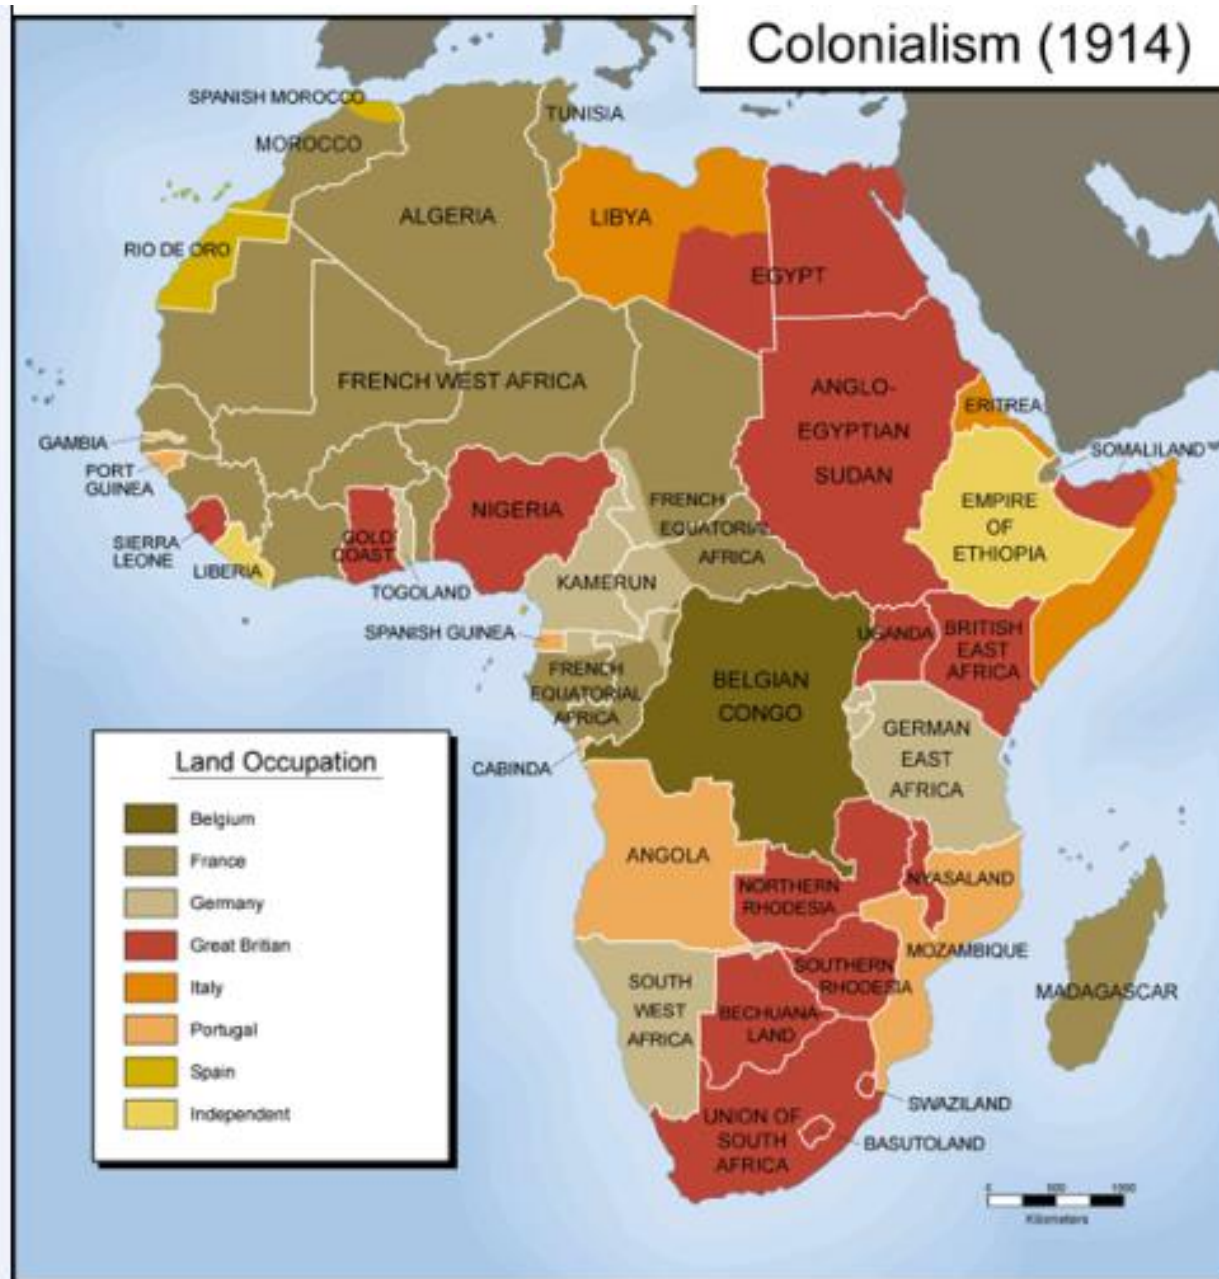 Colonialism (1914)
SPANISH MOROCCO
TUNISIA
MOROCCO
ALGERIA
LIBYA
RIO DE ORO
EGYPT
FRENCH WEST AFRICA
ANGLO-
EGYPTIAN
SUDAN
ERITREA
GAMBIA
SOMALILAND
PORT
GUINEA
NIGERIA
FRENCH
EQUATORIAL
AFRICA
EMPIRE
OF
ETHIOPIA
SIERRA
LEONE
GOLD
COAST
LIBERIA
TOGOLAND
KAMERUN
SPANISH GUINEA
UGANDA
BRITISH
EAST
AFRICA
FRENCH
EQUATORIAL
AFRICA
BELGIAN
CONGO
GERMAN
EAST
AFRICA
CABINDA
ANGOLA
NORTHERN
RHODESIA
NYASALAND
MOZAMBIQUE
SOUTHERN
RHODESIA
MADAGASCAR
SOUTH
WEST
AFRICA
BECHUANA-
LAND
SWAZILAND
UNION OF
SOUTH
AFRICA
BASUTOLAND
Land Occupation
Belgium
France
Germany
Great Britian
Italy
Portugal
Spain
Independent
0 500 1000
Kilometers